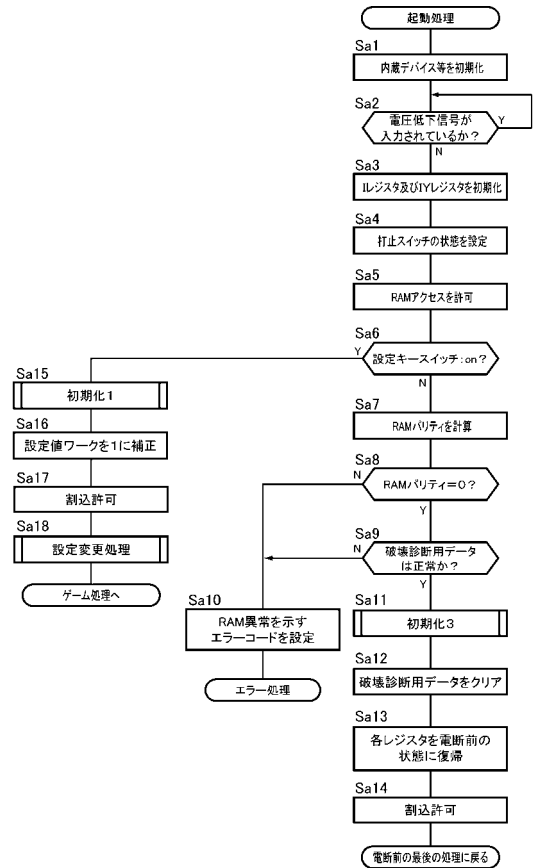 起動処理
Sa1
内蔵デバイス等を初期化
Sa2
電圧低下信号が
入力されているか？
Y
N
Sa3
Iレジスタ及びIYレジスタを初期化
Sa4
打止スイッチの状態を設定
Sa5
RAMアクセスを許可
Sa6
設定キースイッチ：on？
Y
N
Sa15
初期化１
Sa16
設定値ワークを１に補正
Sa17
割込許可
Sa18
設定変更処理
ゲーム処理へ
Sa7
RAMパリティを計算
Sa8
RAMパリティ＝０？
N
Y
Sa9
破壊診断用データ
は正常か？
N
Y
Sa10
RAM異常を示す
エラーコードを設定
エラー処理
Sa11
初期化３
Sa12
破壊診断用データをクリア
Sa13
各レジスタを電断前の
状態に復帰
Sa14
割込許可
電断前の最後の処理に戻る